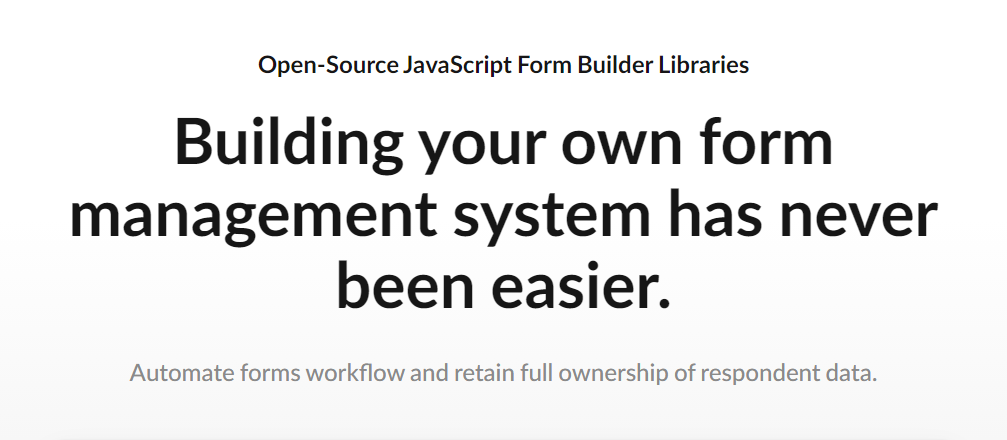 Open-Source JavaScript Form Builder Libraries
Building your own form
management system has never
been easier.
Automate forms workflow and retain full ownership of respondent data.